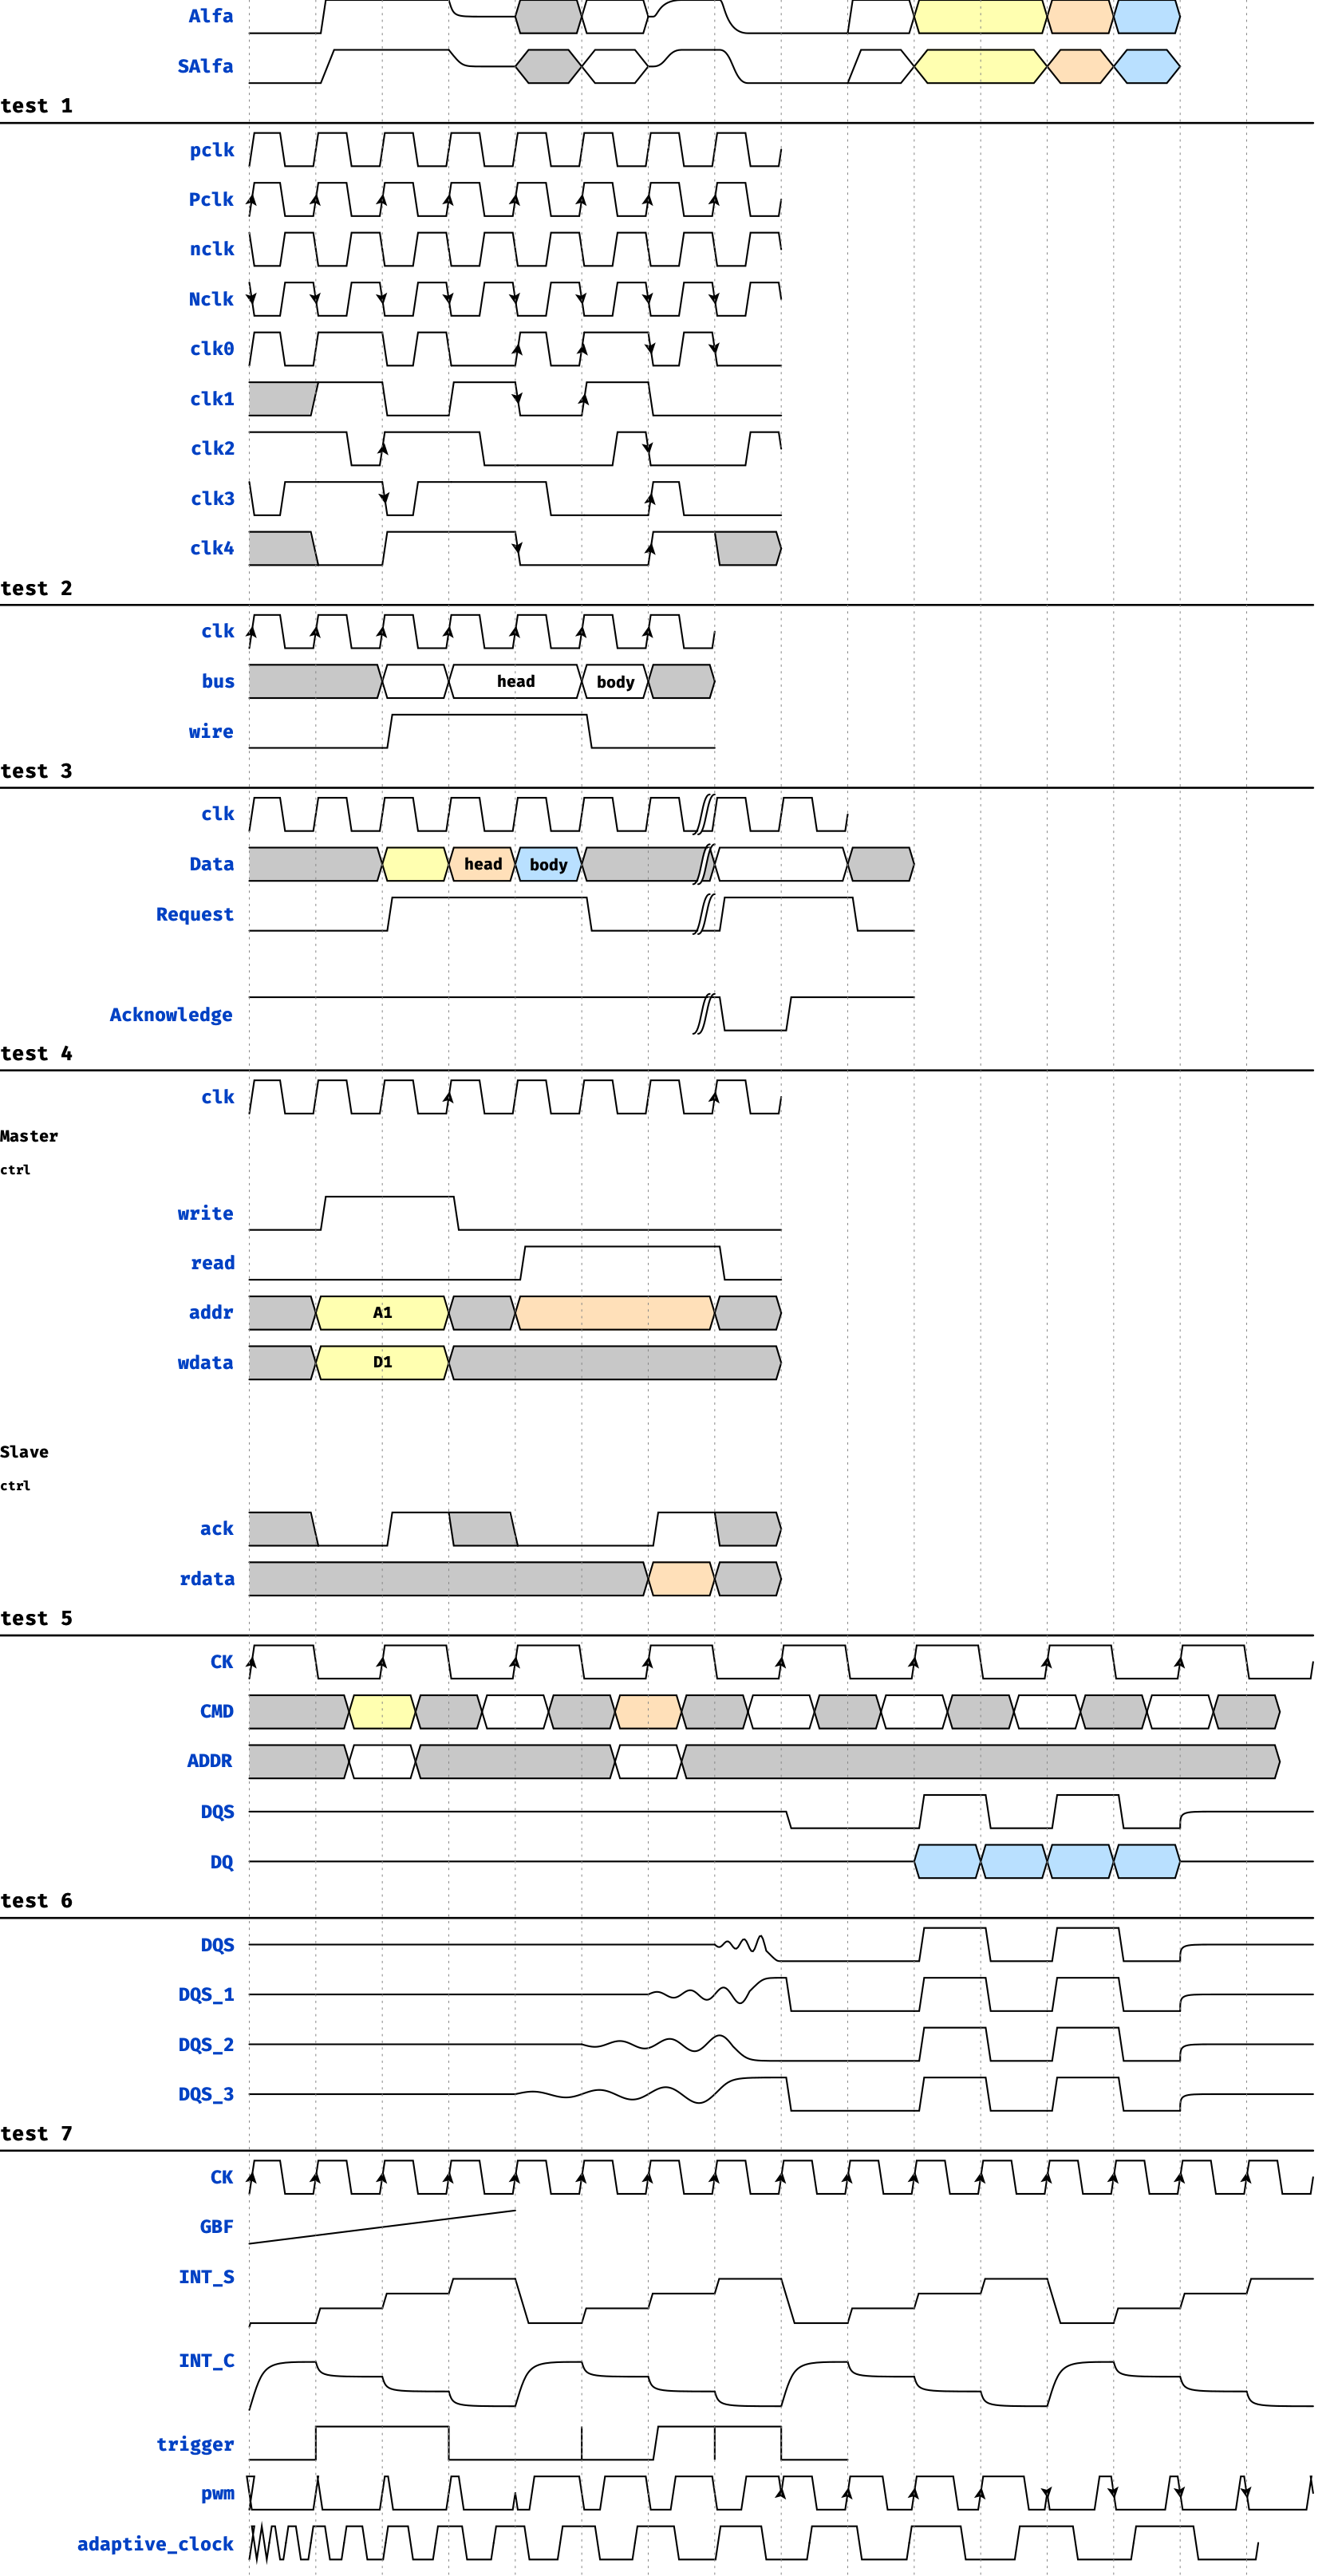 Alfa
SAlfa
test 1
pclk
Pclk
nclk
Nclk
clk0
clk1
clk2
clk3
clk4
test 2
clk
bus head body
wire
test 3
clk
Data head body
Request
Acknowledge
test 4
clk
Master
ctrl
write
read
addr A1
wdata D1
Slave
ctrl
ack
rdata
test 5
CK
CMD
ADDR
DQS
DQ
test 6
DQS
DQS_1
DQS_2
DQS_3
test 7
CK
GBF
INT_S
INT_C
trigger
pwm
adaptive_clock